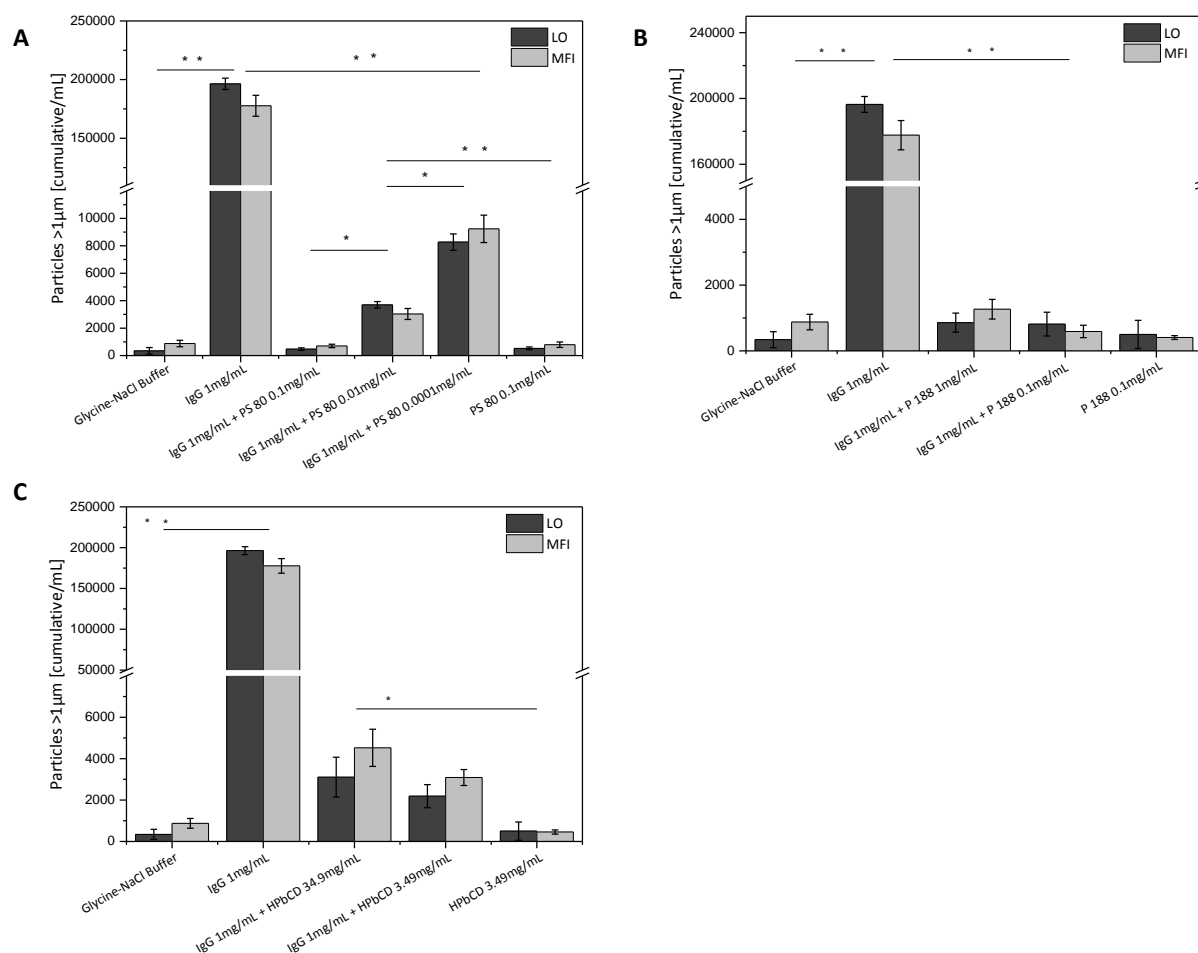 A
Particles >1µm [cumulative/mL]
250000
200000
150000
10000
8000
6000
4000
2000
0
LO
MFI
* *
* *
* *
*
*
Glycine-NaCl Buffer
IgG 1mg/mL
IgG 1mg/mL + PS 80 0.1mg/mL
IgG 1mg/mL + PS 80 0.01mg/mL
IgG 1mg/mL + PS 80 0.0001mg/mL
PS 80 0.1mg/mL
B
Particles >1µm [cumulative/mL]
240000
200000
160000
4000
2000
0
LO
MFI
* *
* *
Glycine-NaCl Buffer
IgG 1mg/mL
IgG 1mg/mL + P 188 1mg/mL
IgG 1mg/mL + P 188 0.1mg/mL
P 188 0.1mg/mL
C
Particles >1µm [cumulative/mL]
250000
200000
150000
100000
50000
6000
4000
2000
0
LO
MFI
* *
*
Glycine-NaCl Buffer
IgG 1mg/mL
IgG 1mg/mL + HPbCD 34.9mg/mL
IgG 1mg/mL + HPbCD 3.49mg/mL
HPbCD 3.49mg/mL